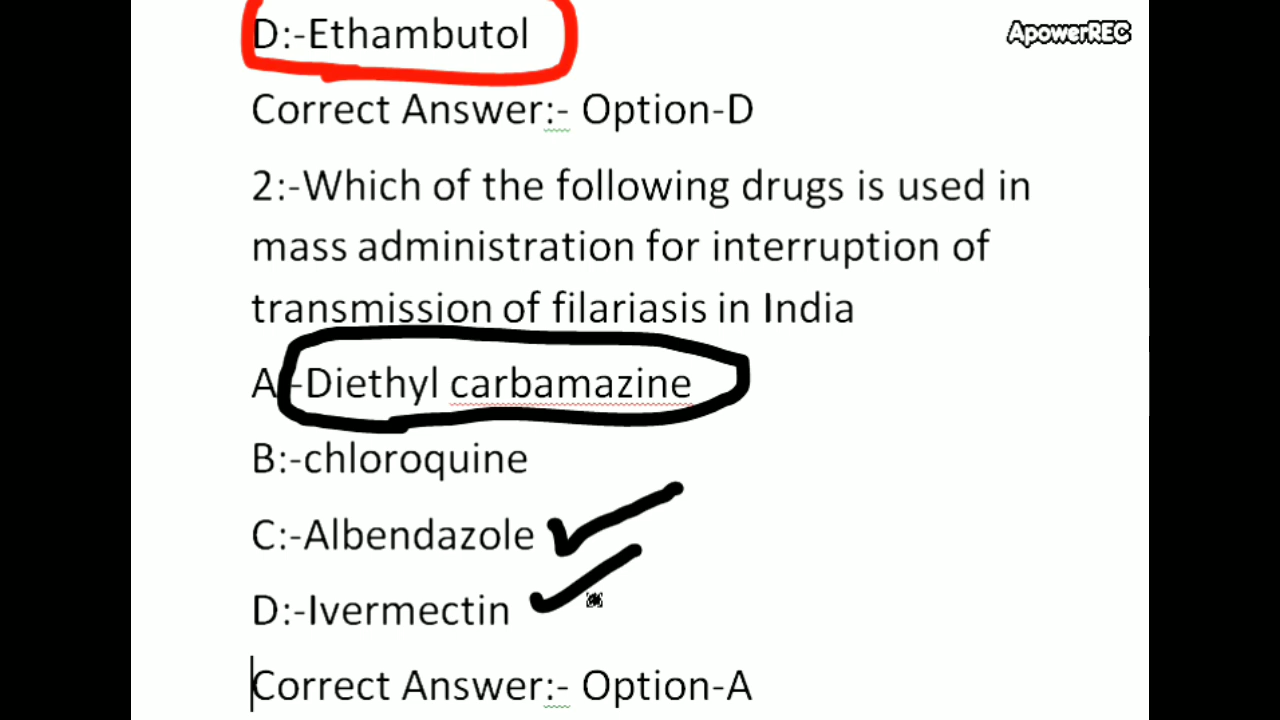 D:-Ethambutol
ApowerREC
Correct Answer:- Option-D
2:-Which of the following drugs is used in
mass administration for interruption of
transmission of filariasis in India
A:-Diethyl carbamazine
B:-chloroquine
C:-Albendazole
D:-Ivermectin
Correct Answer:- Option-A